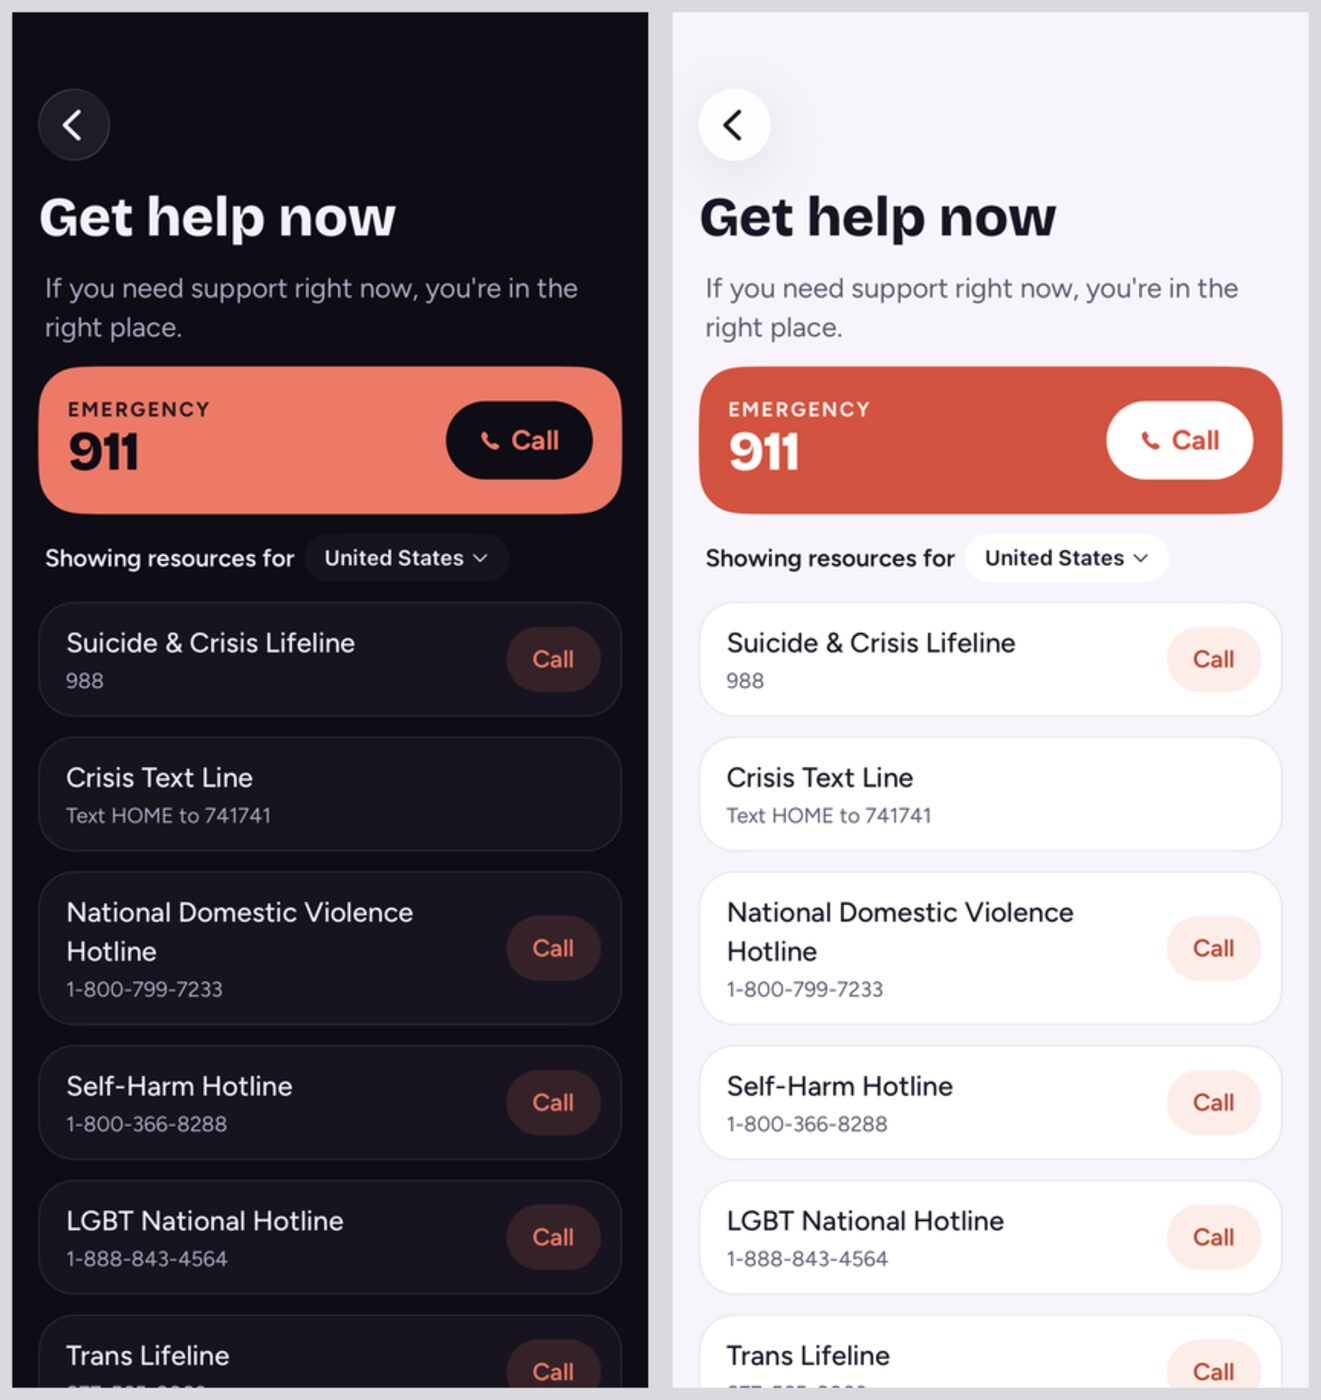 Get help now
If you need support right now, you're in the
right place.
EMERGENCY
911
Call
Showing resources for United States
Suicide & Crisis Lifeline
988
Call
Crisis Text Line
Text HOME to 741741
National Domestic Violence
Hotline
1-800-799-7233
Call
Self-Harm Hotline
1-800-366-8288
Call
LGBT National Hotline
1-888-843-4564
Call
Trans Lifeline
Call
Get help now
If you need support right now, you're in the
right place.
EMERGENCY
911
Call
Showing resources for United States
Suicide & Crisis Lifeline
988
Call
Crisis Text Line
Text HOME to 741741
National Domestic Violence
Hotline
1-800-799-7233
Call
Self-Harm Hotline
1-800-366-8288
Call
LGBT National Hotline
1-888-843-4564
Call
Trans Lifeline
Call